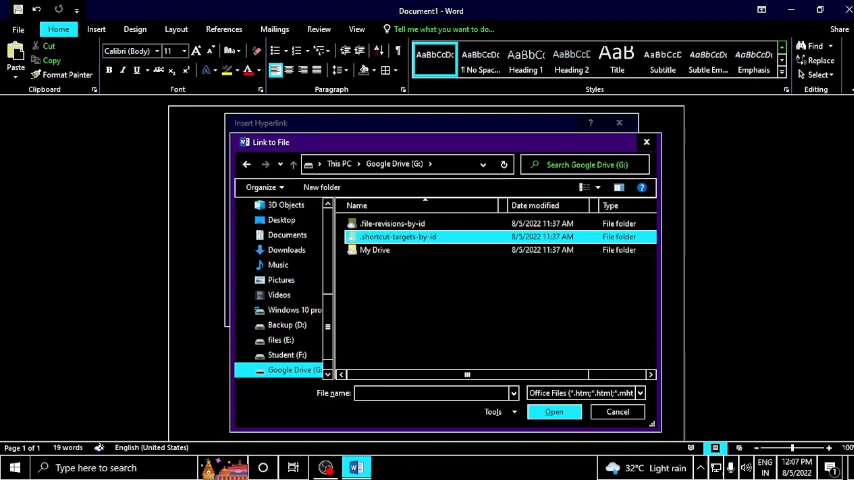 Document1 - Word
File Home Insert Design Layout References Mailings Review View Tell me what you want to do... Share
Paste Cut Copy Format Painter
Calibri (Body) 11 Aa
B I U abc X₂ X²
AaBbCcDc AaBbCcDc AaBbCc AaBbCcD AaB AaBbCcD AaBbCcDc AaBbCcDc
¶ No Spac... Heading 1 Heading 2 Title Subtitle Subtle Em... Emphasis
Find Replace Select
Clipboard Font Paragraph Styles Editing
Insert Hyperlink
Link to File
This PC > Google Drive (G:) >
Search Google Drive (G:)
Organize New folder
Name Date modified Type
3D Objects
Desktop
Documents
Downloads
Music
Pictures
Videos
Windows 10 pro
Backup (D:)
files (E:)
Student (F:)
Google Drive (G:
.file-revisions-by-id 8/5/2022 11:37 AM File folder
.shortcut-targets-by-id 8/5/2022 11:37 AM File folder
My Drive 8/5/2022 11:37 AM File folder
File name: Office Files (*.htm;*.html;*.mht
Tools Open Cancel
Page 1 of 1 19 words English (United States) 100%
Type here to search
32°C Light rain
ENG IN
12:07 PM 8/5/2022
1